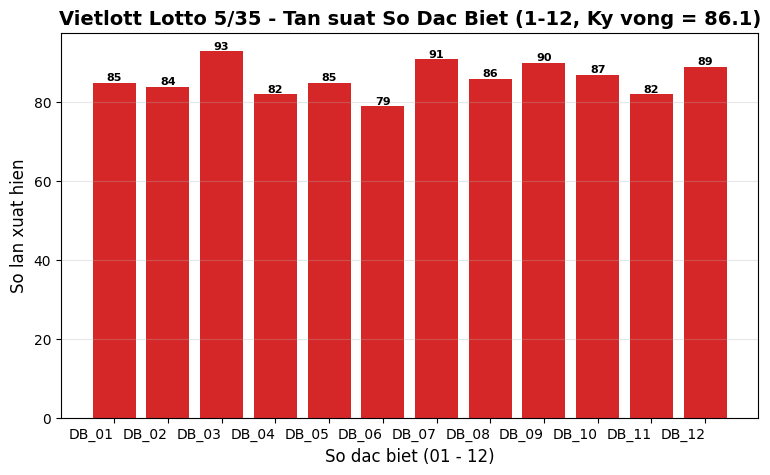 Vietlott Lotto 5/35 - Tan suat So Dac Biet (1-12, Ky vong = 86.1)
So lan xuat hien
80
60
40
20
0
85
84
93
82
85
79
91
86
90
87
82
89
DB_01
DB_02
DB_03
DB_04
DB_05
DB_06
DB_07
DB_08
DB_09
DB_10
DB_11
DB_12
So dac biet (01 - 12)